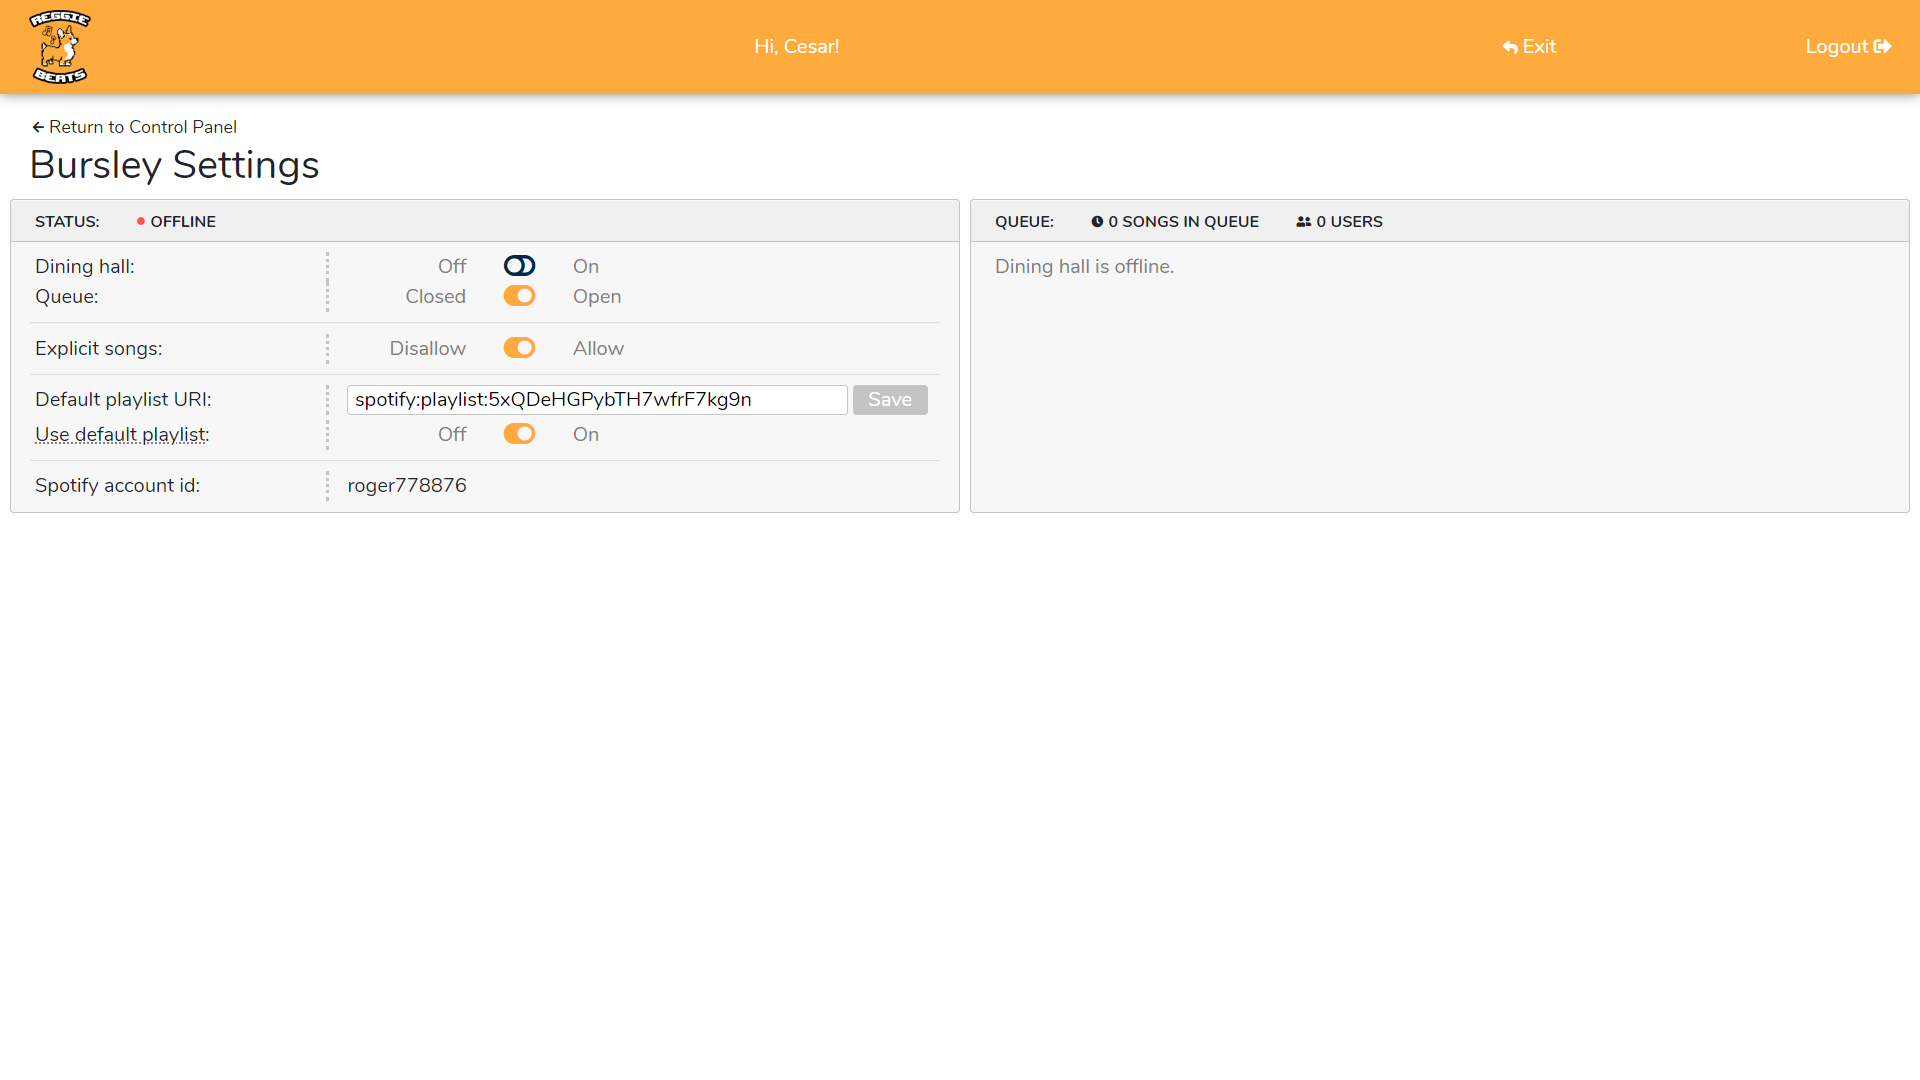 REGGIE
BEATS
Hi, Cesar!
Exit
Logout
Return to Control Panel
Bursley Settings
STATUS: OFFLINE
Dining hall: Off On
Queue: Closed Open
Explicit songs: Disallow Allow
Default playlist URI: spotify:playlist:5xQDeHGPybTH7wfrF7kg9n Save
Use default playlist: Off On
Spotify account id: roger778876
QUEUE: 0 SONGS IN QUEUE 0 USERS
Dining hall is offline.